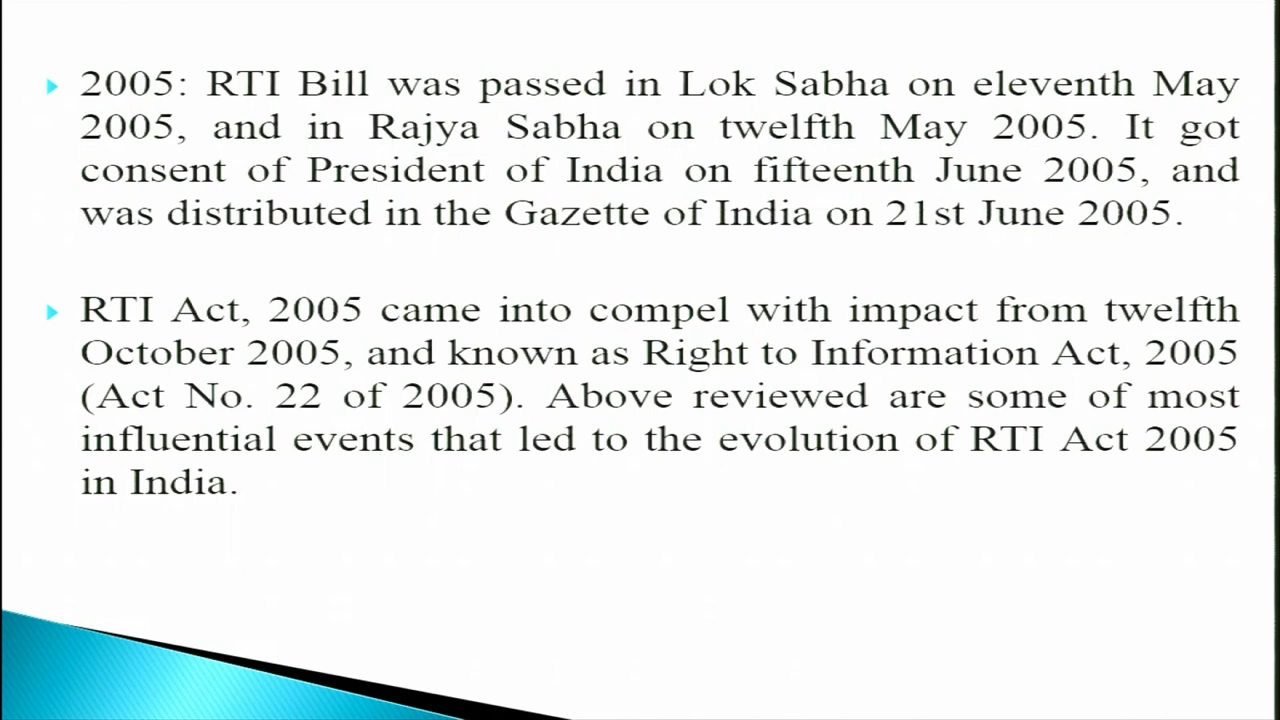 2005: RTI Bill was passed in Lok Sabha on eleventh May
2005, and in Rajya Sabha on twelfth May 2005. It got
consent of President of India on fifteenth June 2005, and
was distributed in the Gazette of India on 21st June 2005.
RTI Act, 2005 came into compel with impact from twelfth
October 2005, and known as Right to Information Act, 2005
(Act No. 22 of 2005). Above reviewed are some of most
influential events that led to the evolution of RTI Act 2005
in India.